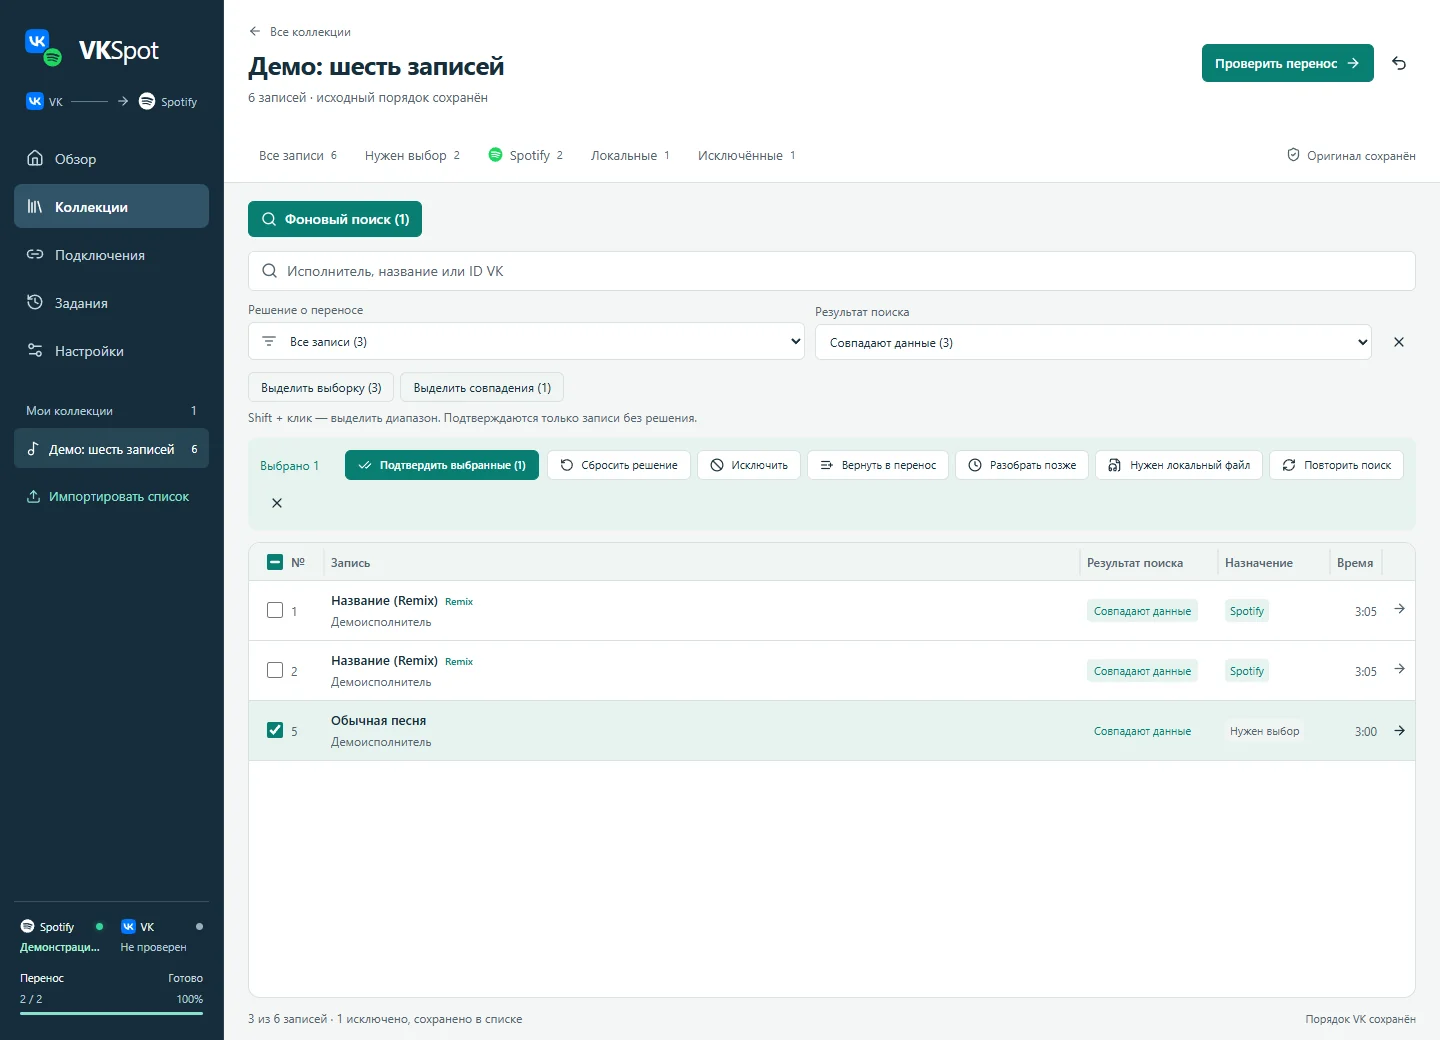 VKSpot
VK Spotify
Обзор
Коллекции
Подключения
Задания
Настройки
Мои коллекции 1
Демо: шесть записей 6
Импортировать список
Spotify VK
Демонстраци... Не проверен
Перенос Готово
2 / 2 100%
Все коллекции
Демо: шесть записей
6 записей · исходный порядок сохранён
Проверить перенос
Все записи 6 Нужен выбор 2 Spotify 2 Локальные 1 Исключённые 1
Оригинал сохранён
Фоновый поиск (1)
Исполнитель, название или ID VK
Решение о переносе
Все записи (3)
Результат поиска
Совпадают данные (3)
Выделить выборку (3) Выделить совпадения (1)
Shift + клик — выделить диапазон. Подтверждаются только записи без решения.
Выбрано 1 Подтвердить выбранные (1) Сбросить решение Исключить Вернуть в перенос Разобрать позже Нужен локальный файл Повторить поиск
№ Запись Результат поиска Назначение Время
1 Название (Remix) Remix Совпадают данные Spotify 3:05
Демоисполнитель
2 Название (Remix) Remix Совпадают данные Spotify 3:05
Демоисполнитель
5 Обычная песня Совпадают данные Нужен выбор 3:00
Демоисполнитель
3 из 6 записей · 1 исключено, сохранено в списке
Порядок VK сохранён